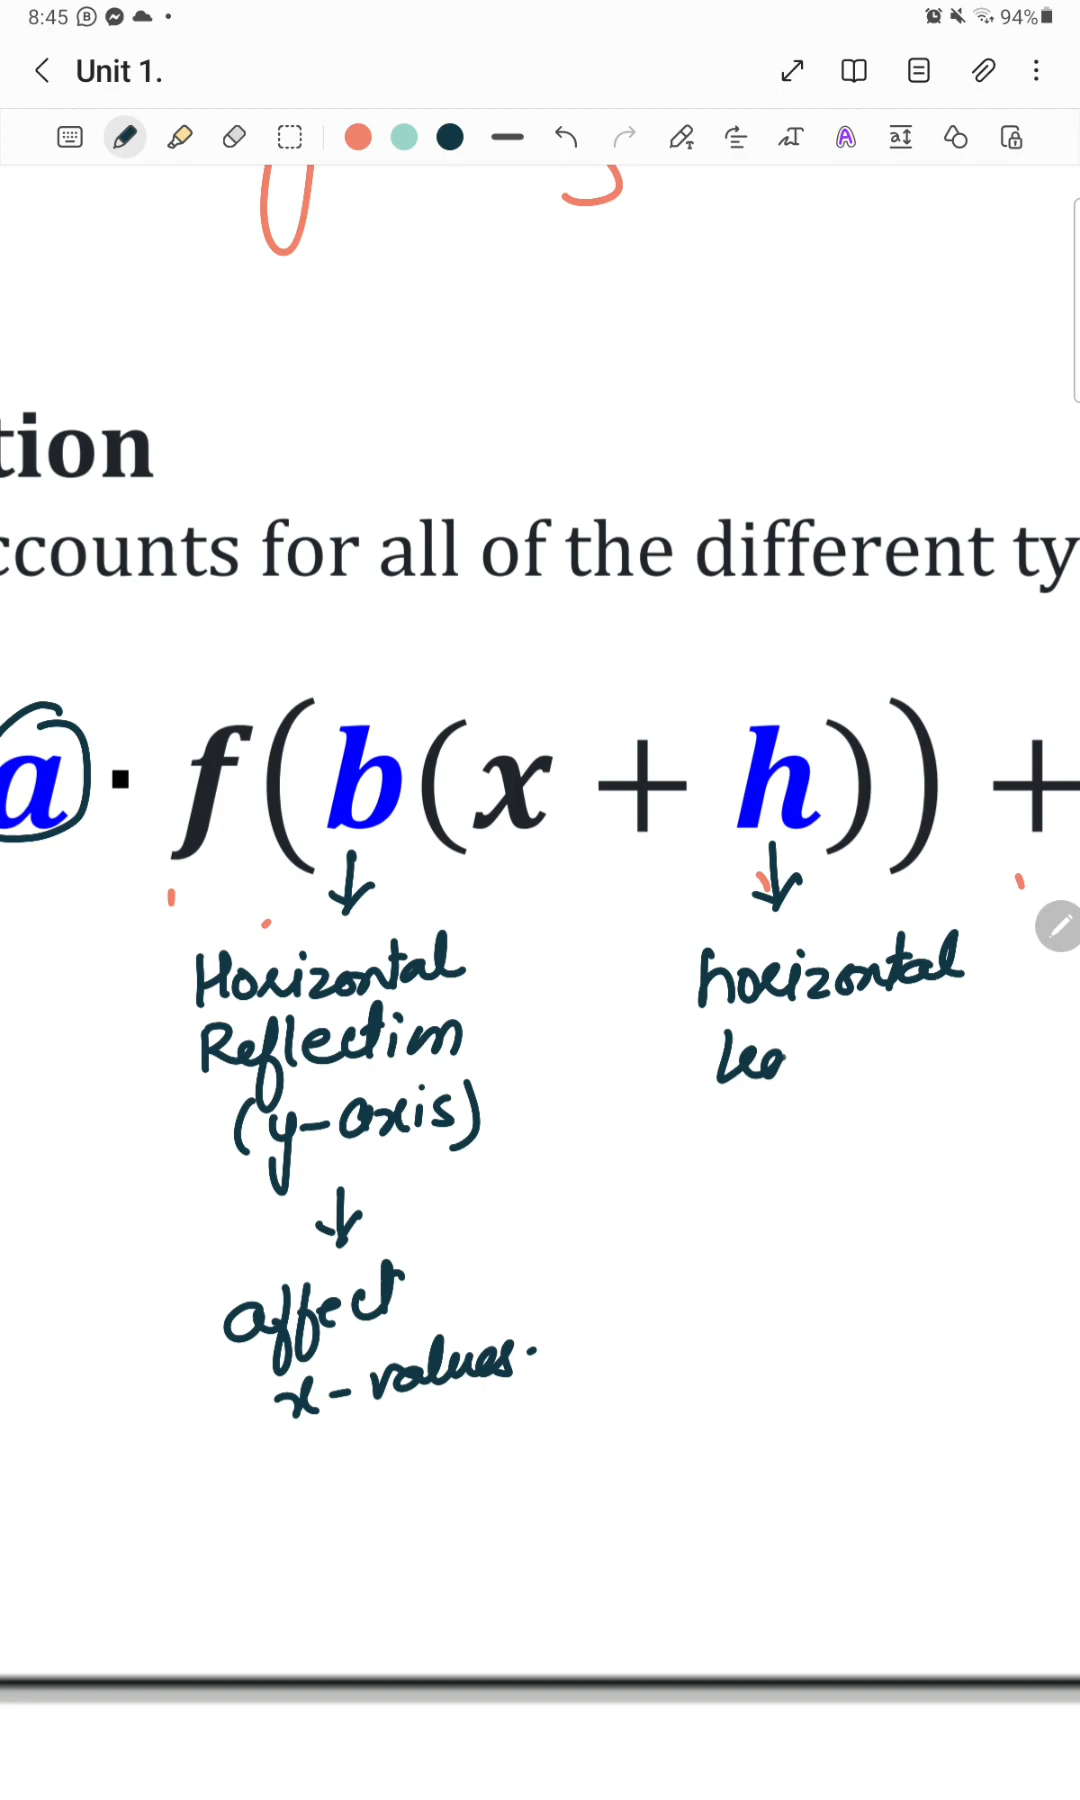 8:45
94%
Unit 1.
tion
ccounts for all of the different ty
a · f(b(x + h)) +
Horizontal
Reflection
(y-axis)
affect
x-values.
horizontal